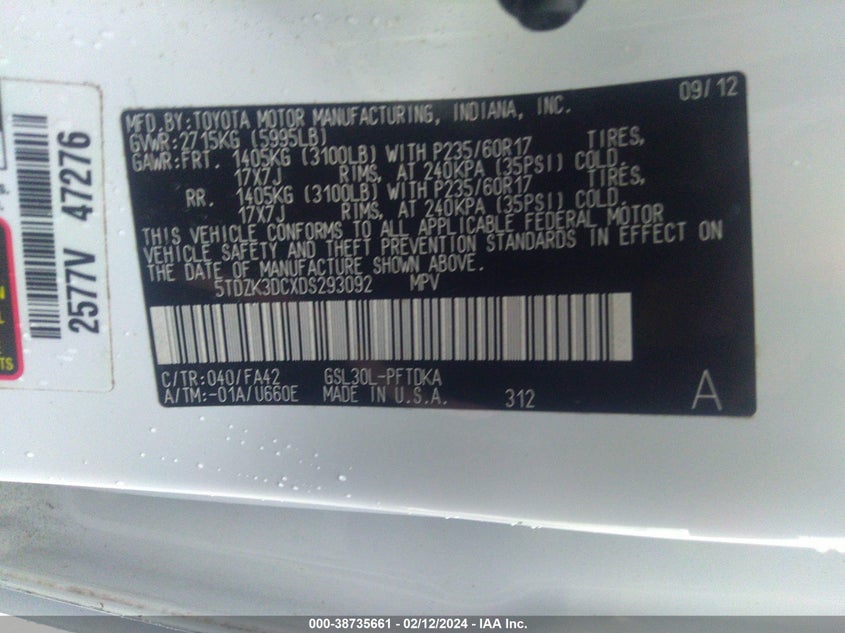 MFD.BY:TOYOTA MOTOR MANUFACTURING, INDIANA, INC. 09/12
GVWR:2715KG (5995LB)
GAWR:FRT. 1405KG (3100LB) WITH P235/60R17 TIRES,
17X7J RIMS, AT 240KPA (35PSI) COLD.
RR. 1405KG (3100LB) WITH P235/60R17 TIRES,
17X7J RIMS, AT 240KPA (35PSI) COLD.
THIS VEHICLE CONFORMS TO ALL APPLICABLE FEDERAL MOTOR
VEHICLE SAFETY AND THEFT PREVENTION STANDARDS IN EFFECT ON
THE DATE OF MANUFACTURE SHOWN ABOVE.
5TDZK3DCXDS293092 MPV
C/TR:040/FA42 GSL30L-PFTDKA
A/TM:-01A/U660E MADE IN U.S.A. 312 A
2577V 47276
000-38735661 - 02/12/2024 - IAA Inc.